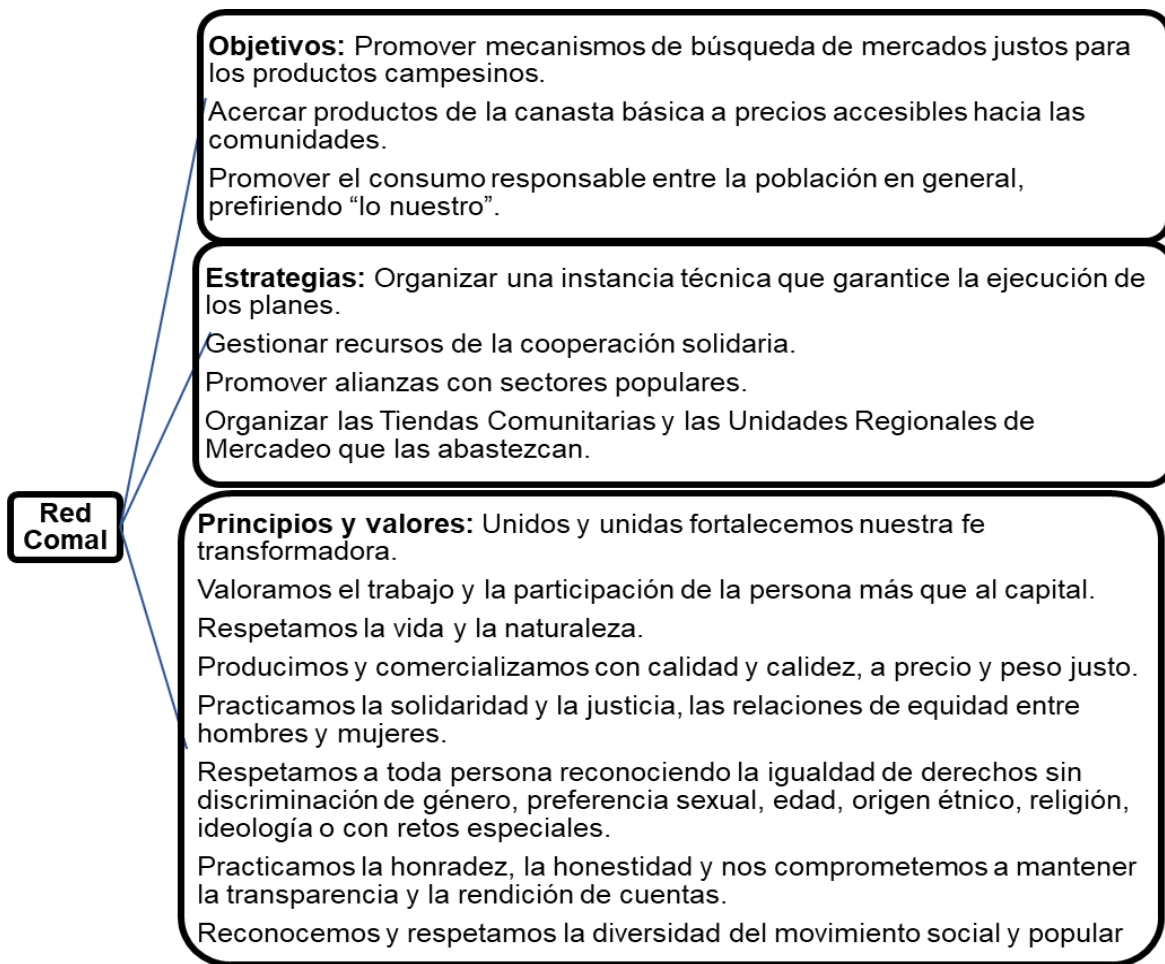 Objetivos: Promover mecanismos de búsqueda de mercados justos para
los productos campesinos.
Acercar productos de la canasta básica a precios accesibles hacia las
comunidades.
Promover el consumo responsable entre la población en general,
prefiriendo “lo nuestro”.
Estrategias: Organizar una instancia técnica que garantice la ejecución de
los planes.
Gestionar recursos de la cooperación solidaria.
Promover alianzas con sectores populares.
Organizar las Tiendas Comunitarias y las Unidades Regionales de
Mercadeo que las abastezcan.
Red
Comal
Principios y valores: Unidos y unidas fortalecemos nuestra fe
transformadora.
Valoramos el trabajo y la participación de la persona más que al capital.
Respetamos la vida y la naturaleza.
Producimos y comercializamos con calidad y calidez, a precio y peso justo.
Practicamos la solidaridad y la justicia, las relaciones de equidad entre
hombres y mujeres.
Respetamos a toda persona reconociendo la igualdad de derechos sin
discriminación de género, preferencia sexual, edad, origen étnico, religión,
ideología o con retos especiales.
Practicamos la honradez, la honestidad y nos comprometemos a mantener
la transparencia y la rendición de cuentas.
Reconocemos y respetamos la diversidad del movimiento social y popular